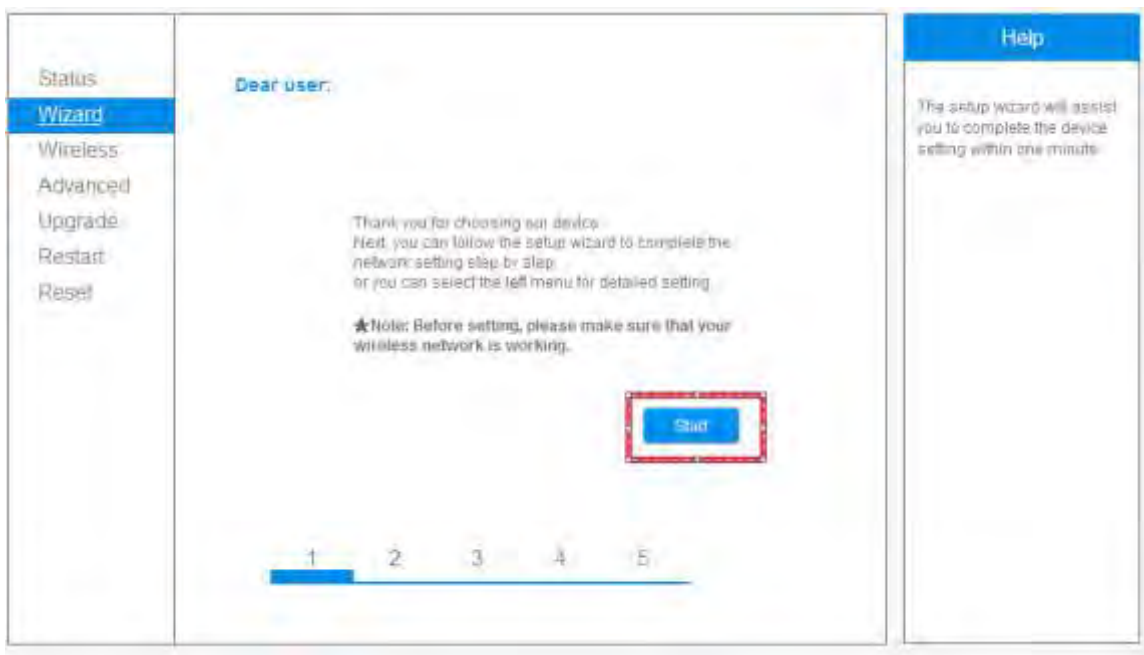 Status
Wizard
Wireless
Advanced
Upgrade
Restart
Reset
Dear user:
Thank you for choosing our device
Next, you can follow the setup wizard to complete the
network setting step by step
or you can select the left menu for detailed setting
★Note: Before setting, please make sure that your
wireless network is working.
Start
1 2 3 4 5
Help
The setup wizard will assist
you to complete the device
setting within one minute